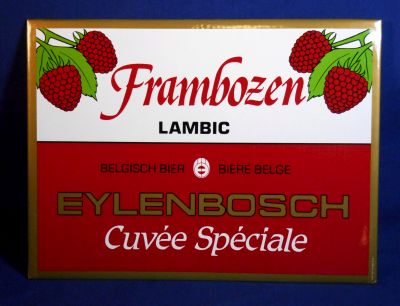 Frambozen
LAMBIC
BELGISCH BIER BIERE BELGE
EYLENBOSCH
Cuvée Spéciale